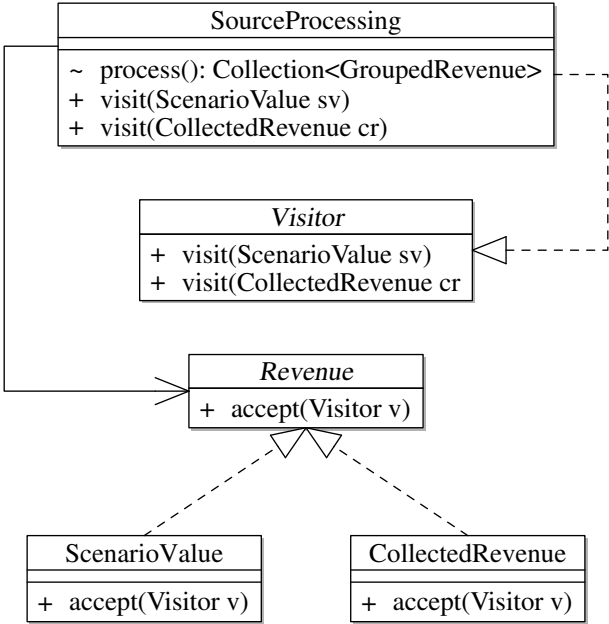 SourceProcessing
~ process(): Collection<GroupedRevenue>
+ visit(ScenarioValue sv)
+ visit(CollectedRevenue cr)
Visitor
+ visit(ScenarioValue sv)
+ visit(CollectedRevenue cr
Revenue
+ accept(Visitor v)
ScenarioValue
+ accept(Visitor v)
CollectedRevenue
+ accept(Visitor v)